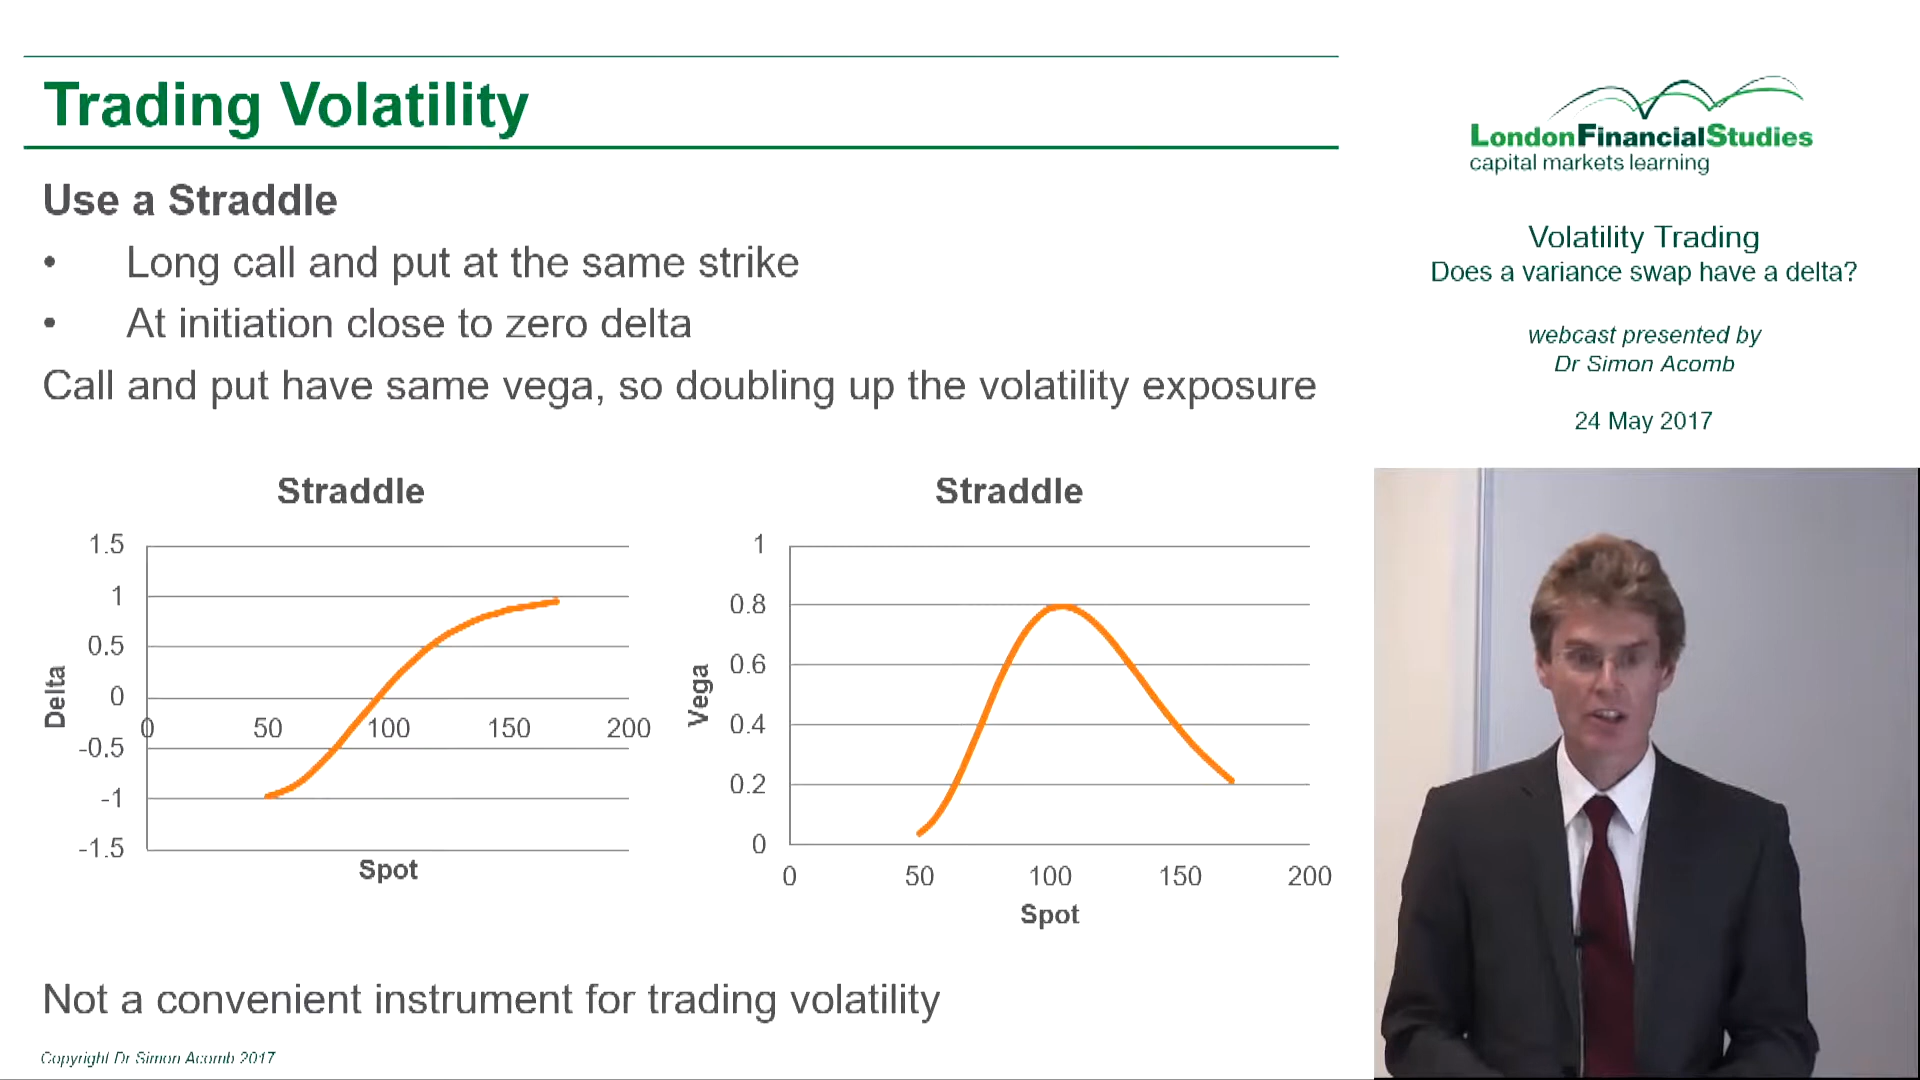 Trading Volatility
Use a Straddle
• Long call and put at the same strike
• At initiation close to zero delta
Call and put have same vega, so doubling up the volatility exposure
Straddle
1.5
1
0.5
0
-0.5
-1
-1.5
Delta
0 50 100 150 200
Spot
Straddle
1
0.8
0.6
0.4
0.2
0
Vega
0 50 100 150 200
Spot
Not a convenient instrument for trading volatility
Copyright Dr Simon Acomb 2017
LondonFinancialStudies
capital markets learning
Volatility Trading
Does a variance swap have a delta?
webcast presented by
Dr Simon Acomb
24 May 2017